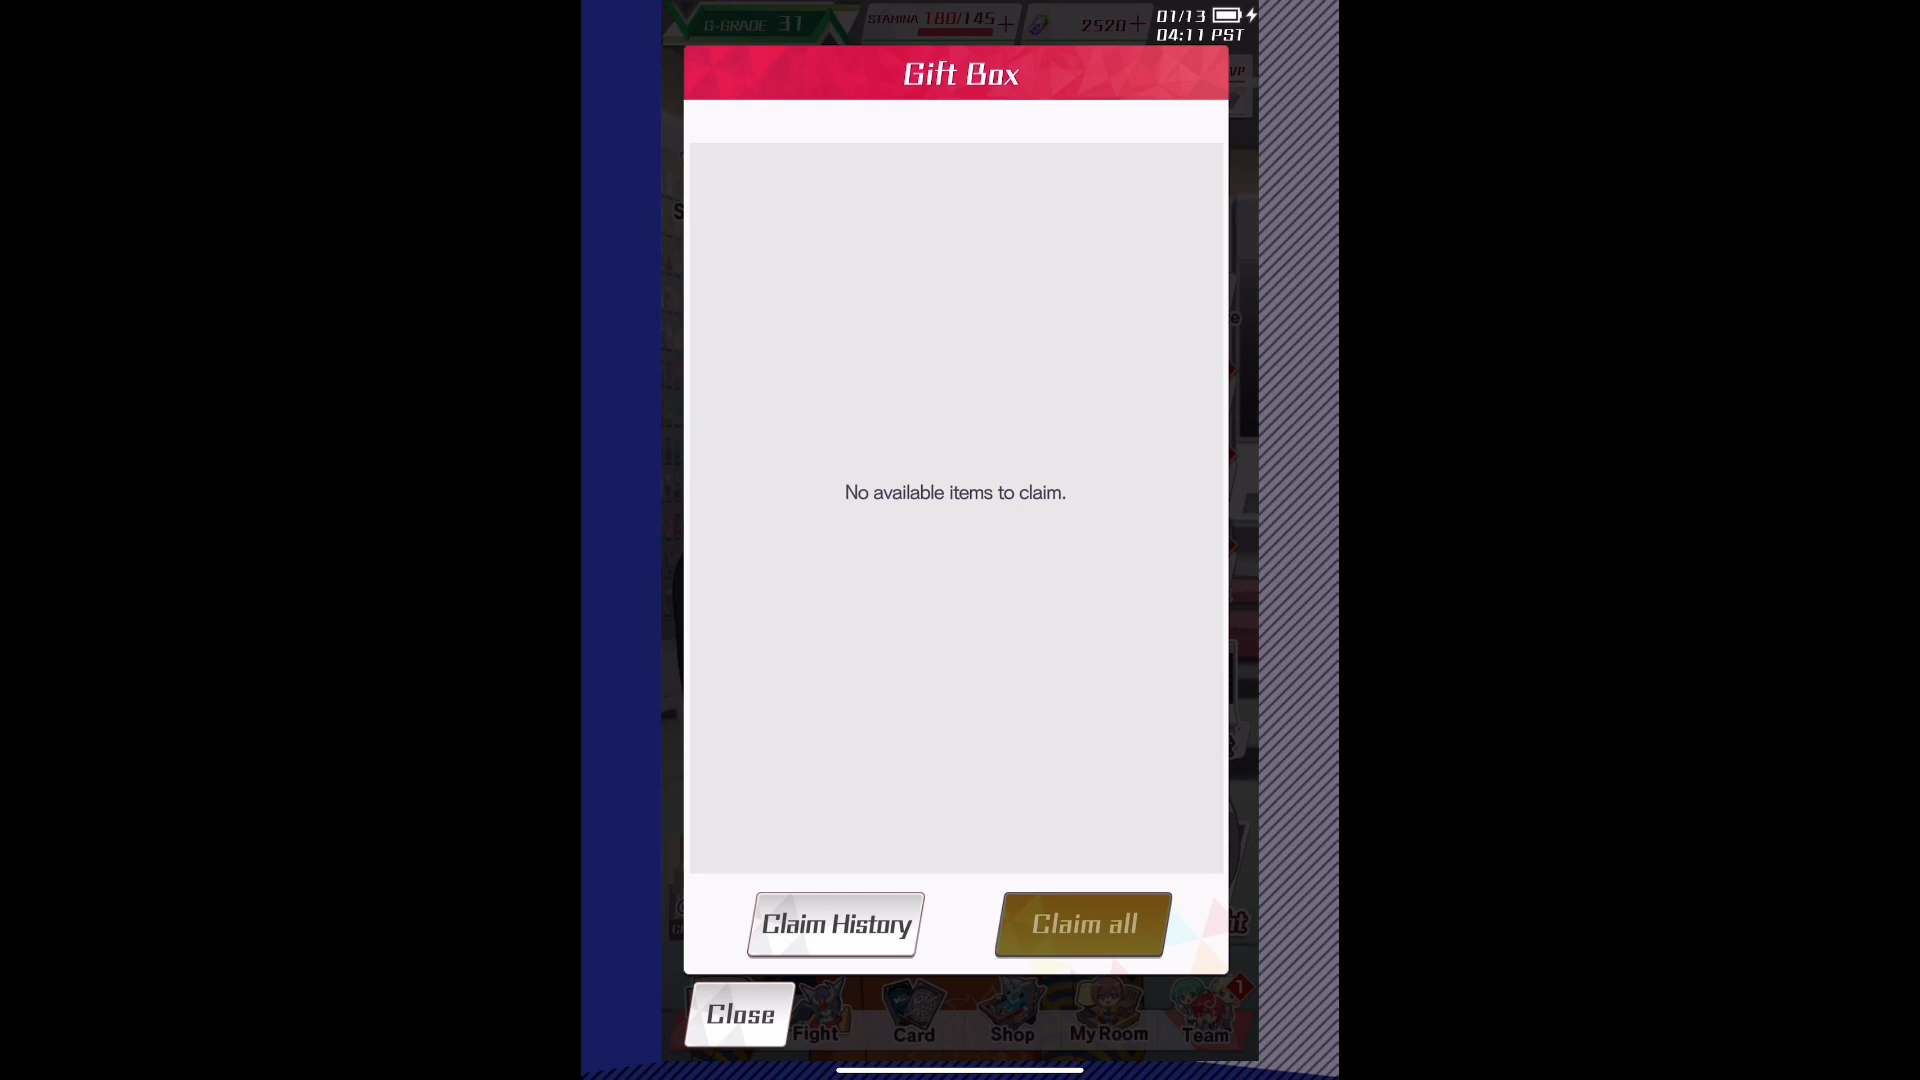 G-GRADE 31
STAMINA 180/145
2520
01/13
04:11 PST
Gift Box
No available items to claim.
Claim History
Claim all
Close
Fight
Card
Shop
My Room
Team
1